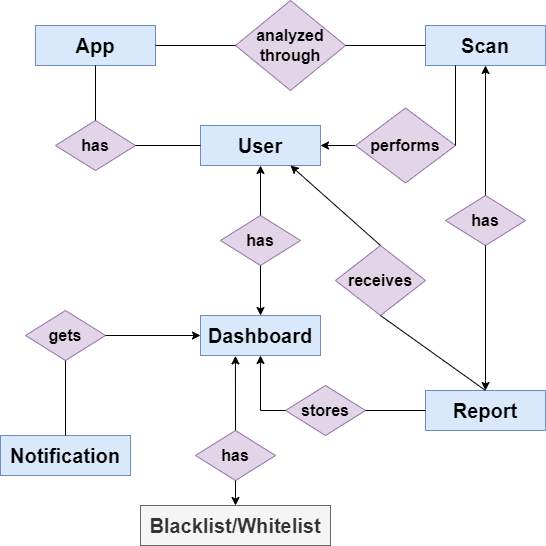 App
analyzed
through
Scan
has
User
performs
has
has
receives
gets
Dashboard
stores
Report
Notification
has
Blacklist/Whitelist